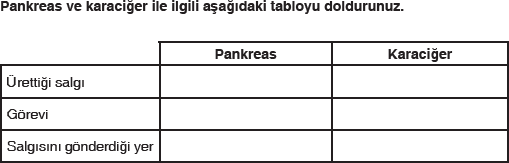 Pankreas ve karaciğer ile ilgili aşağıdaki tabloyu doldurunuz.
Pankreas Karaciğer
Ürettiği salgı
Görevi
Salgısını gönderdiği yer